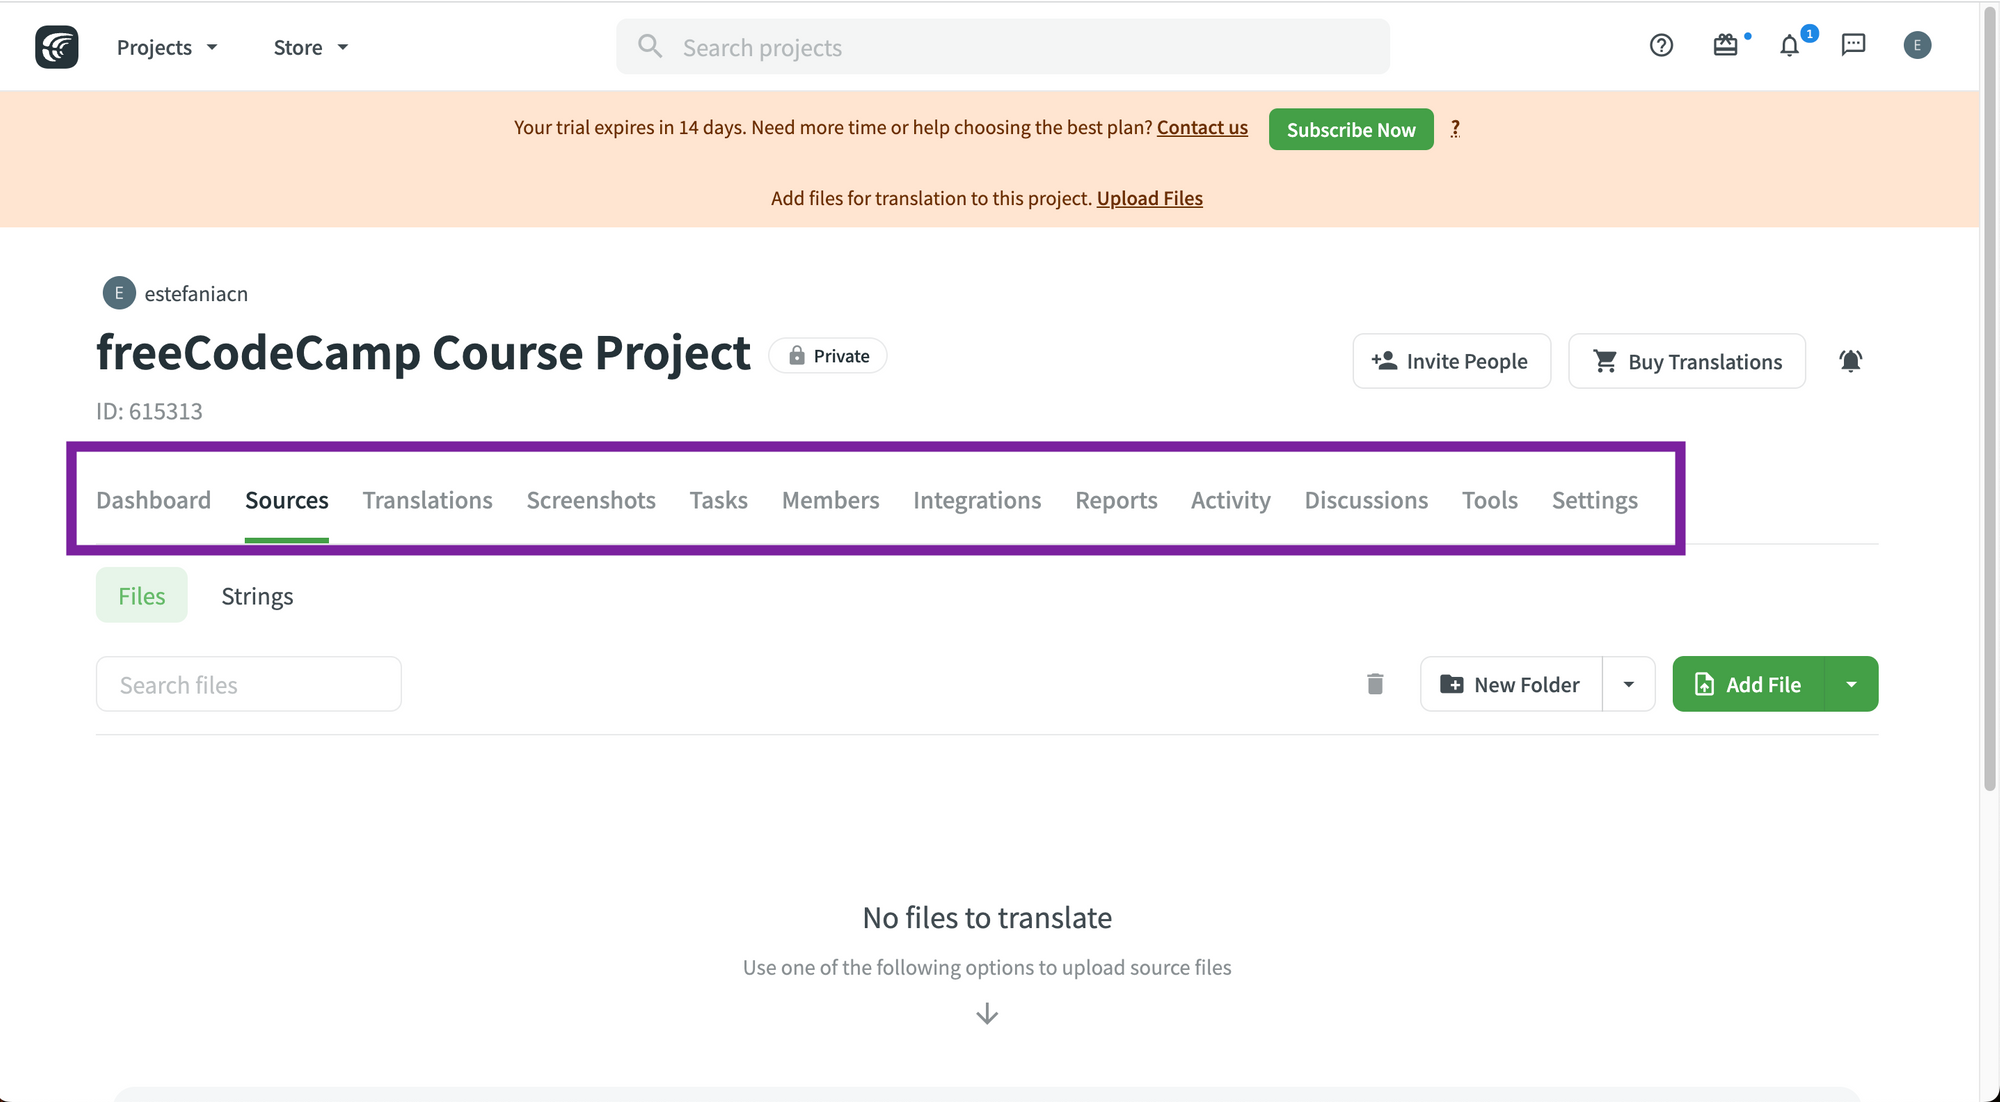 Projects Store Search projects 1 E
Your trial expires in 14 days. Need more time or help choosing the best plan? Contact us Subscribe Now ?
Add files for translation to this project. Upload Files
E estefaniacn
freeCodeCamp Course Project Private Invite People Buy Translations
ID: 615313
Dashboard Sources Translations Screenshots Tasks Members Integrations Reports Activity Discussions Tools Settings
Files Strings
Search files New Folder Add File
No files to translate
Use one of the following options to upload source files